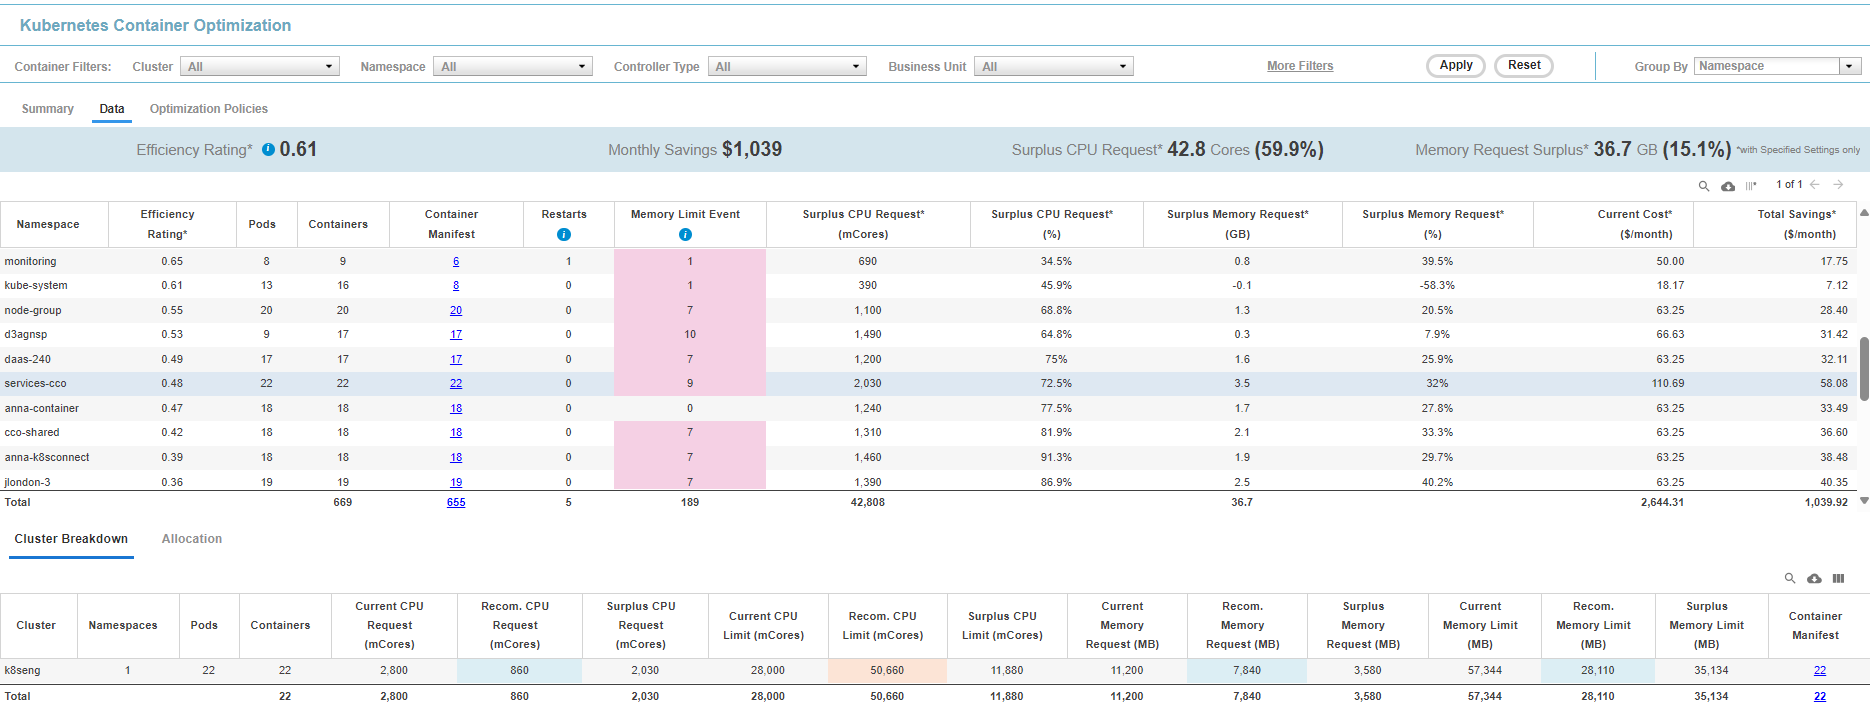 Kubernetes Container Optimization
Container Filters: Cluster All Namespace All Controller Type All Business Unit All More Filters Apply Reset Group By Namespace
Summary Data Optimization Policies
Efficiency Rating* i 0.61 Monthly Savings $1,039 Surplus CPU Request* 42.8 Cores (59.9%) Memory Request Surplus* 36.7 GB (15.1%) *with Specified Settings only
1 of 1
Namespace Efficiency Rating* Pods Containers Container Manifest Restarts i Memory Limit Event i Surplus CPU Request* (mCores) Surplus CPU Request* (%) Surplus Memory Request* (GB) Surplus Memory Request* (%) Current Cost* ($/month) Total Savings* ($/month)
monitoring 0.65 8 9 6 1 1 690 34.5% 0.8 39.5% 50.00 17.75
kube-system 0.61 13 16 8 0 1 390 45.9% -0.1 -58.3% 18.17 7.12
node-group 0.55 20 20 20 0 7 1,100 68.8% 1.3 20.5% 63.25 28.40
d3agnsp 0.53 9 17 17 0 10 1,490 64.8% 0.3 7.9% 66.63 31.42
daas-240 0.49 17 17 17 0 7 1,200 75% 1.6 25.9% 63.25 32.11
services-cco 0.48 22 22 22 0 9 2,030 72.5% 3.5 32% 110.69 58.08
anna-container 0.47 18 18 18 0 0 1,240 77.5% 1.7 27.8% 63.25 33.49
cco-shared 0.42 18 18 18 0 7 1,310 81.9% 2.1 33.3% 63.25 36.60
anna-k8sconnect 0.39 18 18 18 0 7 1,460 91.3% 1.9 29.7% 63.25 38.48
jlondon-3 0.36 19 19 19 0 7 1,390 86.9% 2.5 40.2% 63.25 40.35
Total 669 655 5 189 42,808 36.7 2,644.31 1,039.92
Cluster Breakdown Allocation
Cluster Namespaces Pods Containers Current CPU Request (mCores) Recom. CPU Request (mCores) Surplus CPU Request (mCores) Current CPU Limit (mCores) Recom. CPU Limit (mCores) Surplus CPU Limit (mCores) Current Memory Request (MB) Recom. Memory Request (MB) Surplus Memory Request (MB) Current Memory Limit (MB) Recom. Memory Limit (MB) Surplus Memory Limit (MB) Container Manifest
k8seng 1 22 22 2,800 860 2,030 28,000 50,660 11,880 11,200 7,840 3,580 57,344 28,110 35,134 22
Total 22 2,800 860 2,030 28,000 50,660 11,880 11,200 7,840 3,580 57,344 28,110 35,134 22